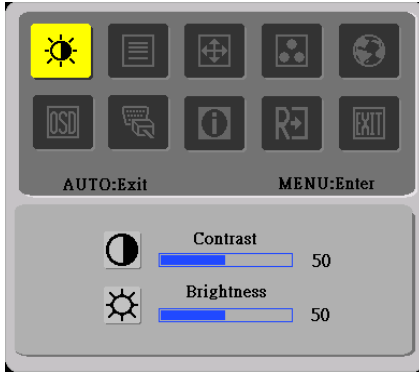 OSD R EXIT
AUTO:Exit MENU:Enter
Contrast
50
Brightness
50